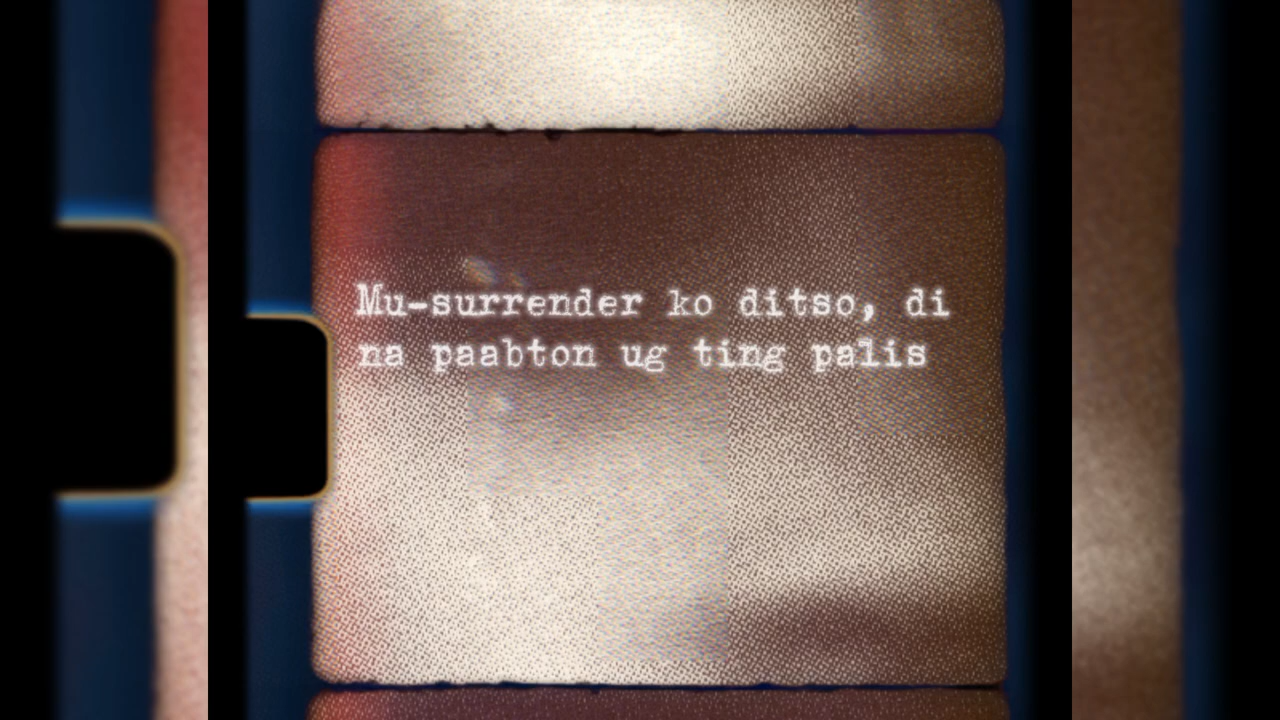 Mu-surrender ko ditso, di
na paabton ug ting palis